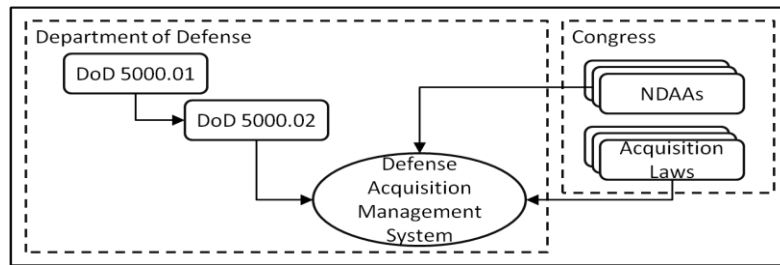 Department of Defense
DoD 5000.01
DoD 5000.02
Defense
Acquisition
Management
System
Congress
NDAAs
Acquisition
Laws